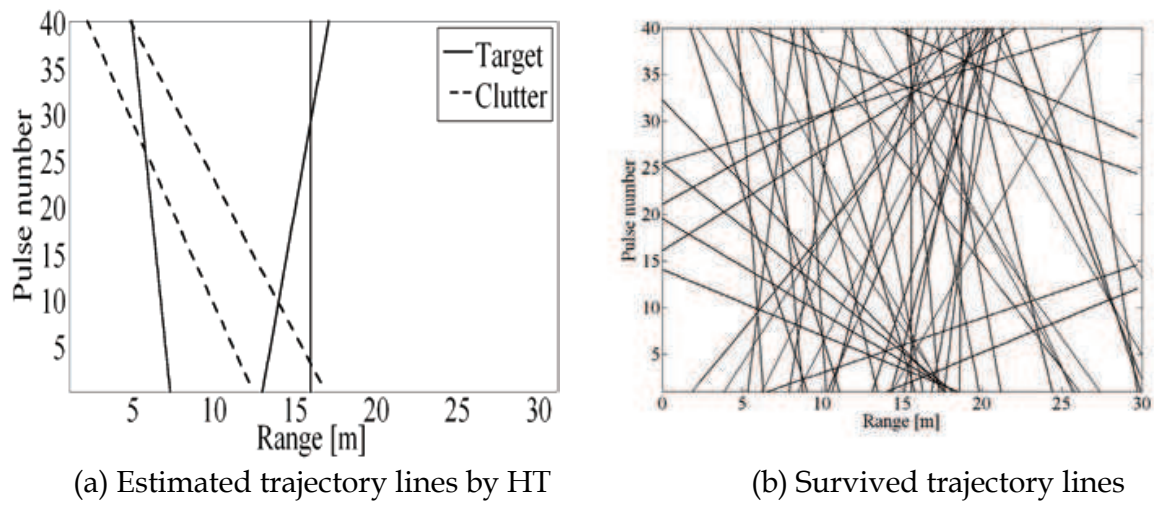 40
35
30
25
20
15
10
5
Pulse number
Target
Clutter
5 10 15 20 25 30
Range [m]
(a) Estimated trajectory lines by HT
40
35
30
25
20
15
10
5
Pulse number
0 5 10 15 20 25 30
Range [m]
(b) Survived trajectory lines